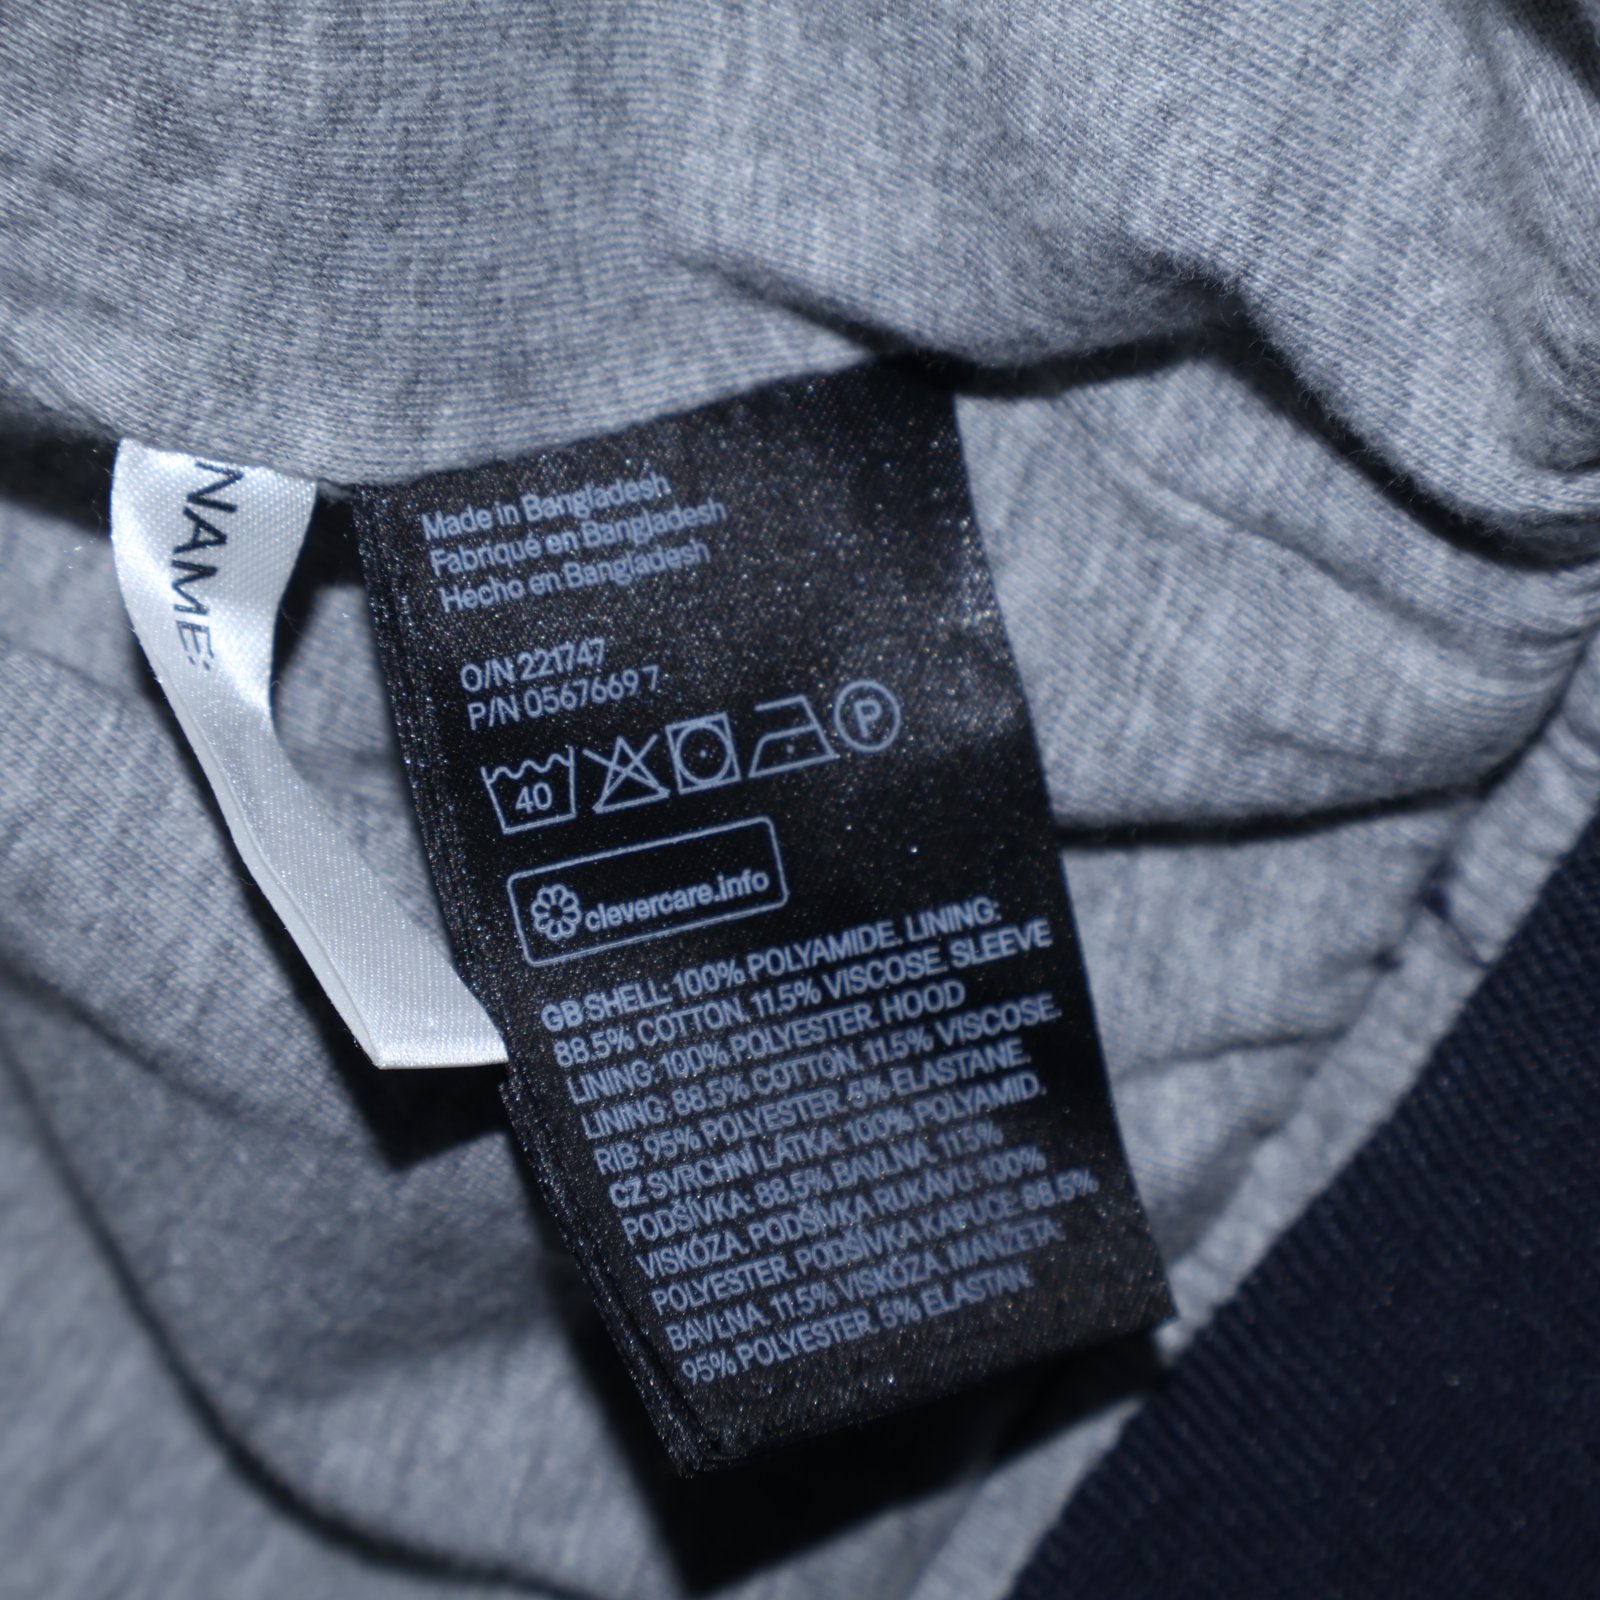 NAME:
Made in Bangladesh
Fabriqué en Bangladesh
Hecho en Bangladesh
O/N 221747
P/N 0567669 7
40
P
clevercare.info
GB SHELL: 100% POLYAMIDE. LINING:
88.5% COTTON. 11.5% VISCOSE. SLEEVE
LINING: 100% POLYESTER. HOOD
LINING: 88.5% COTTON. 11.5% VISCOSE.
RIB: 95% POLYESTER. 5% ELASTANE.
CZ SVRCHNÍ LÁTKA: 100% POLYAMID.
PODŠÍVKA: 88.5% BAVLNA. 11.5%
VISKÓZA. PODŠÍVKA RUKÁVU: 100%
POLYESTER. PODŠÍVKA KAPUCE: 88.5%
BAVLNA. 11.5% VISKÓZA. MANŽETA:
95% POLYESTER. 5% ELASTAN.